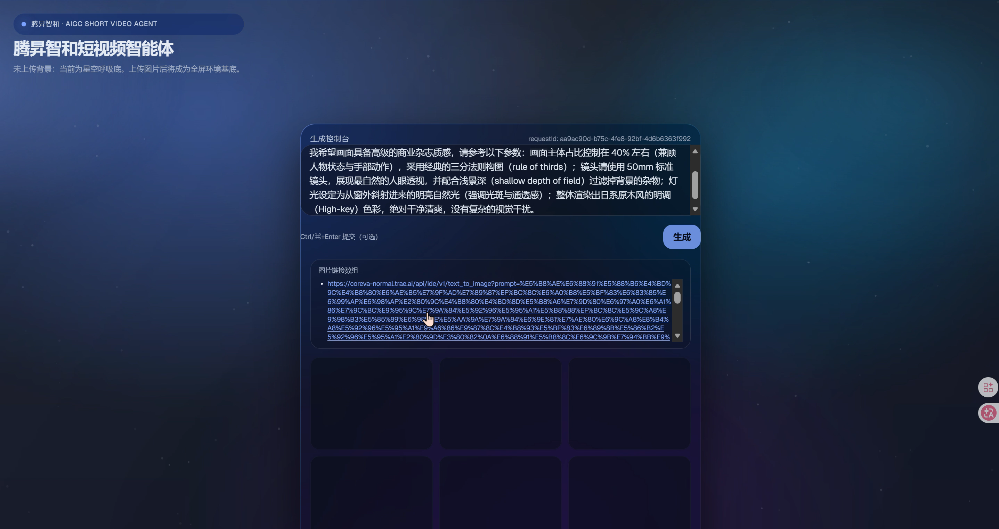 腾昇智和 · AIGC SHORT VIDEO AGENT
腾昇智和短视频智能体
未上传背景：当前为星空呼吸底。上传图片后将成为全屏环境基底。
生成控制台
requestId: aa9ac90d-b75c-4fe8-92bf-4d6b6363f992
我希望画面具备高级的商业杂志质感，请参考以下参数：画面主体占比控制在 40% 左右（兼顾
人物状态与手部动作），采用经典的三分法则构图（rule of thirds）；镜头请使用 50mm 标准
镜头，展现最自然的人眼透视，并配合浅景深（shallow depth of field）过滤掉背景的杂物；灯
光设定为从窗外斜射进来的明亮自然光（强调光斑与通透感）；整体渲染出日系原木风的明调
（High-key）色彩，绝对干净清爽，没有复杂的视觉干扰。
Ctrl/⌘+Enter 提交（可选）
生成
图片链接数组
https://coreva-normal.trae.ai/api/ide/v1/text_to_image?prompt=%E5%B8%AE%E6%88%91%E5%88%B6%E4%BD%
9C%E4%B8%80%E6%AE%B5%E7%9F%AD%E7%89%87%EF%BC%8C%E6%A0%B8%E5%BF%83%E6%83%85%E
6%99%AF%E6%98%AF%E2%80%9C%E4%B8%80%E4%BD%8D%E5%B8%A6%E7%9D%80%E6%97%A0%E6%A1%
86%E7%9C%BC%E9%95%9C%E7%9A%84%E5%92%96%E5%95%A1%E5%B8%88%EF%BC%8C%E5%9C%A8%E
9%98%B3%E5%85%89%E6%98%E%E5%AA%9A%E7%9A%84%E6%9E%81%E7%AE%80%E6%9C%A8%E8%B4%
A8%E5%92%96%E5%95%A1%E9%A6%86%E9%87%8C%E4%B8%93%E5%BF%83%E6%89%8B%E5%86%B2%E
5%92%96%E5%95%A1%E2%80%9D%E3%80%82%0A%E6%88%91%E5%B8%8C%E6%9C%9B%E7%94%BB%E9%